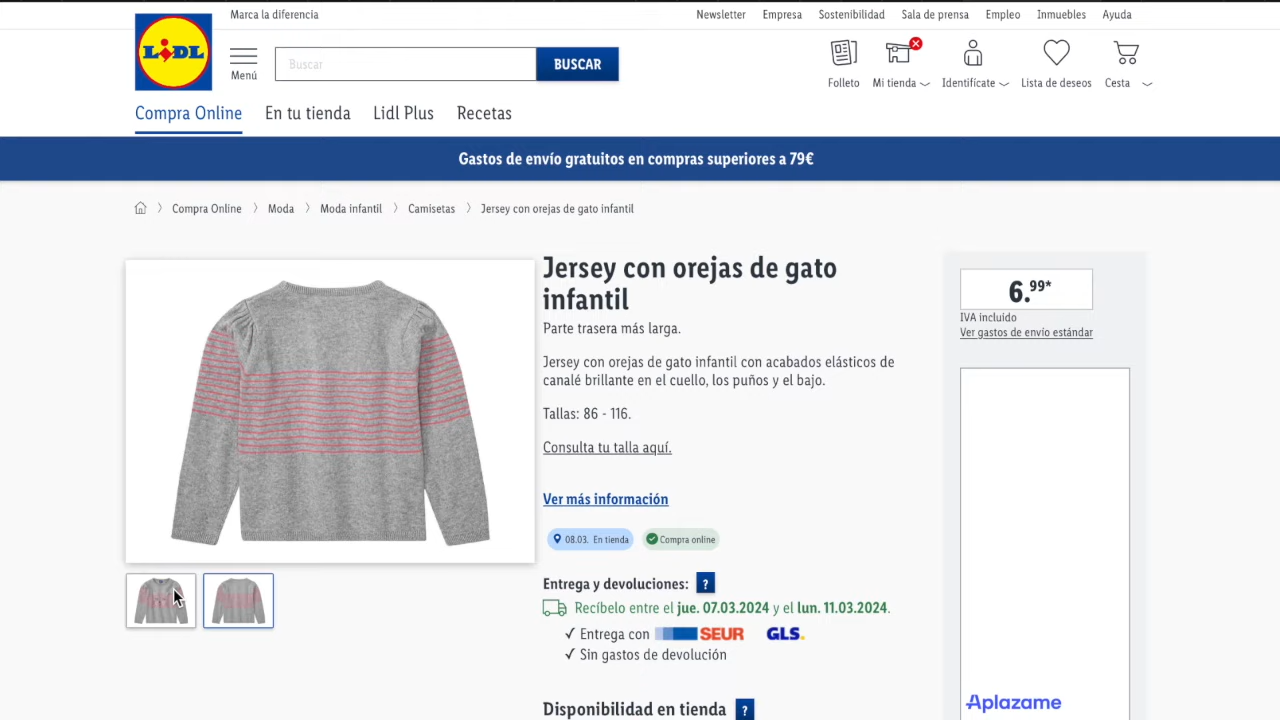 Marca la diferencia
Newsletter Empresa Sostenibilidad Sala de prensa Empleo Inmuebles Ayuda
LIDL
Menú
Buscar
BUSCAR
Folleto Mi tienda Identifícate Lista de deseos Cesta
Compra Online En tu tienda Lidl Plus Recetas
Gastos de envío gratuitos en compras superiores a 79€
Compra Online Moda Moda infantil Camisetas Jersey con orejas de gato infantil
Jersey con orejas de gato
infantil
Parte trasera más larga.
Jersey con orejas de gato infantil con acabados elásticos de
canalé brillante en el cuello, los puños y el bajo.
Tallas: 86 - 116.
Consulta tu talla aquí.
Ver más información
08.03. En tienda Compra online
Entrega y devoluciones: ?
Recíbelo entre el jue. 07.03.2024 y el lun. 11.03.2024.
✓ Entrega con SEUR GLS.
✓ Sin gastos de devolución
Disponibilidad en tienda ?
6.99*
IVA incluido
Ver gastos de envío estándar
Aplazame